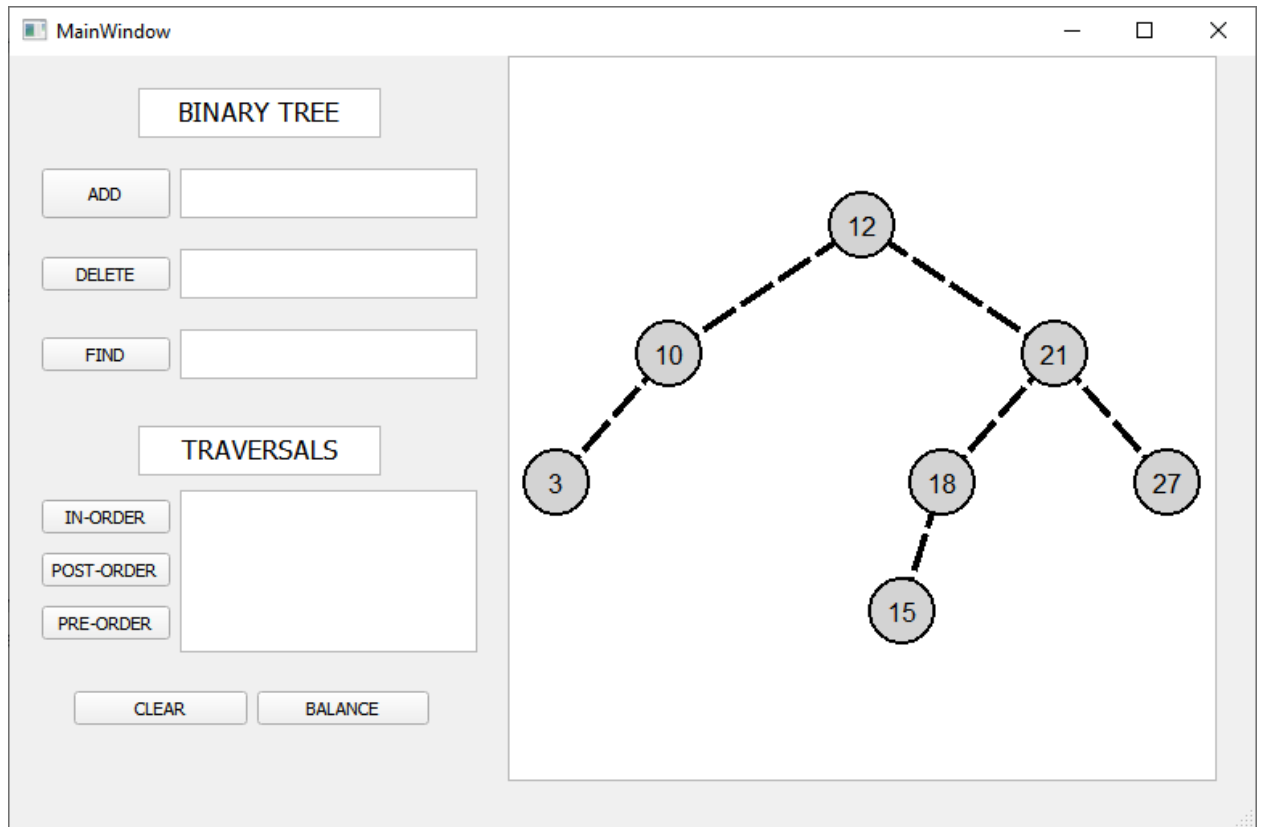 MainWindow
BINARY TREE
ADD
DELETE
FIND
TRAVERSALS
IN-ORDER
POST-ORDER
PRE-ORDER
CLEAR BALANCE
12
10 21
3 18 27
15